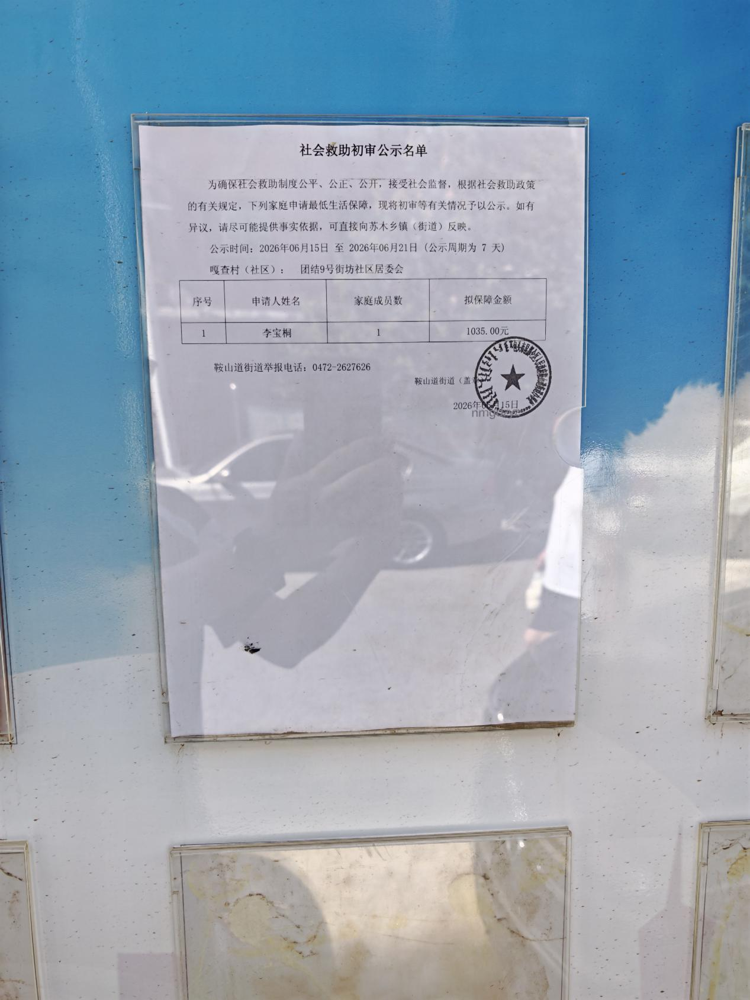 社会救助初审公示名单
为确保社会救助制度公平、公正、公开，接受社会监督，根据社会救助政策
的有关规定，下列家庭申请最低生活保障，现将初审等有关情况予以公示。如有
异议，请尽可能提供事实依据，可直接向苏木乡镇（街道）反映。
公示时间：2026年06月15日 至 2026年06月21日 (公示周期为 7 天)
嘎查村（社区）： 团结9号街坊社区居委会
序号 申请人姓名 家庭成员数 拟保障金额
1 李宝桐 1 1035.00元
鞍山道街道举报电话：0472-2627626
鞍山道街道（盖章
2026年06月15日